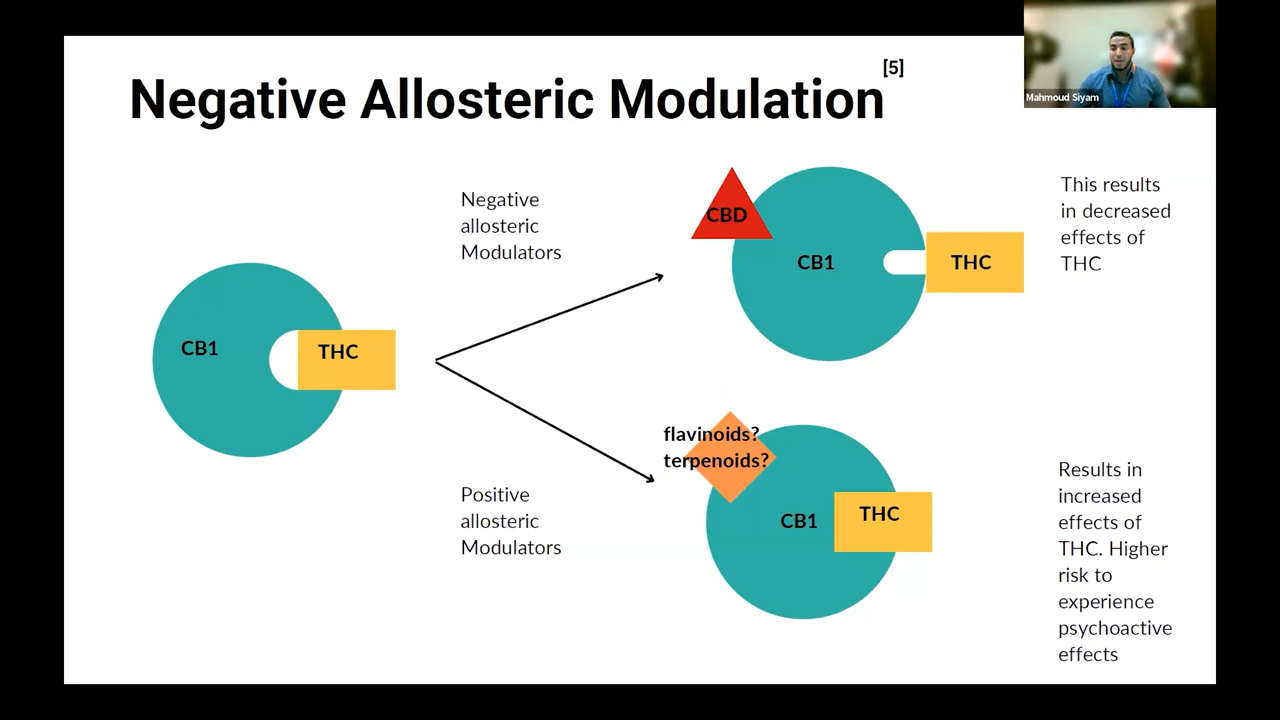 [5]
Negative Allosteric Modulation
Mahmoud Siyam
Negative
allosteric
Modulators
CBD
CB1
THC
This results
in decreased
effects of
THC
CB1
THC
flavinoids?
terpenoids?
CB1
THC
Positive
allosteric
Modulators
Results in
increased
effects of
THC. Higher
risk to
experience
psychoactive
effects